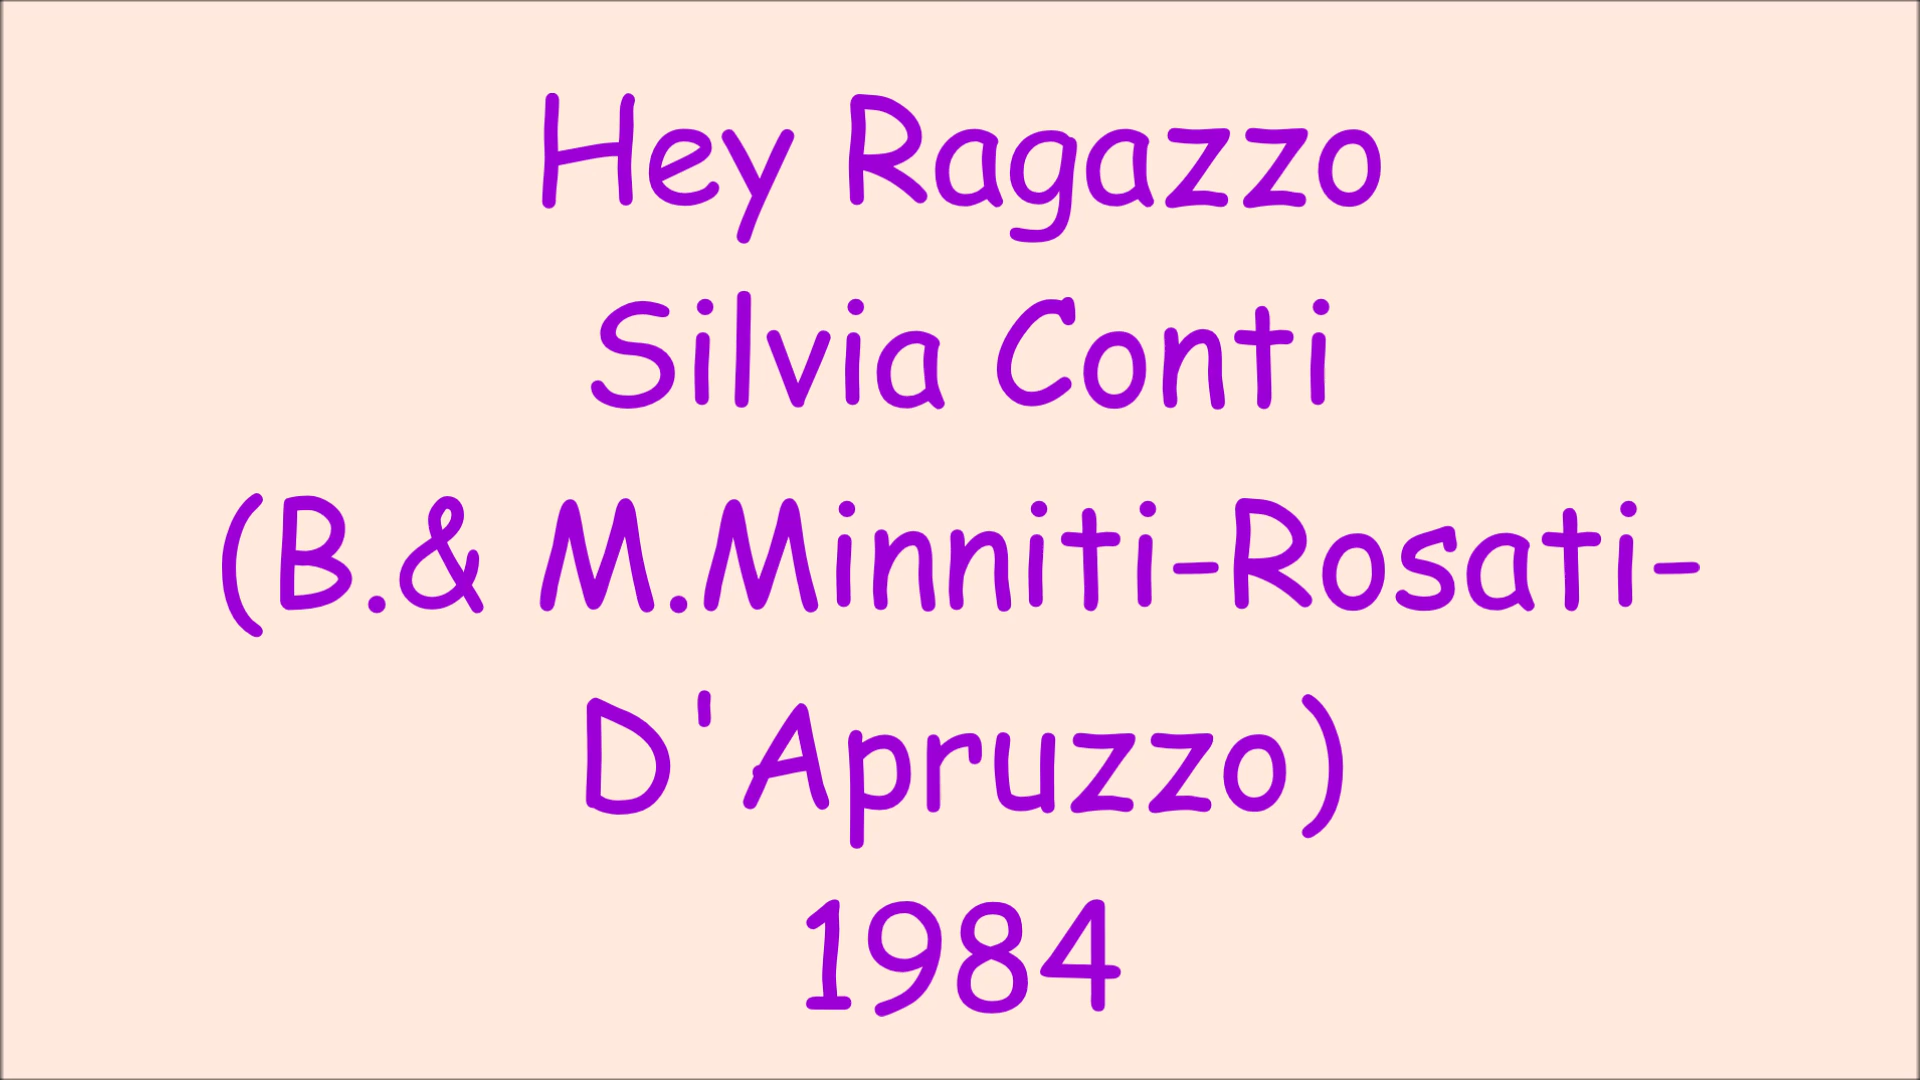 Hey Ragazzo
Silvia Conti
(B.& M.Minniti-Rosati-
D'Apruzzo)
1984